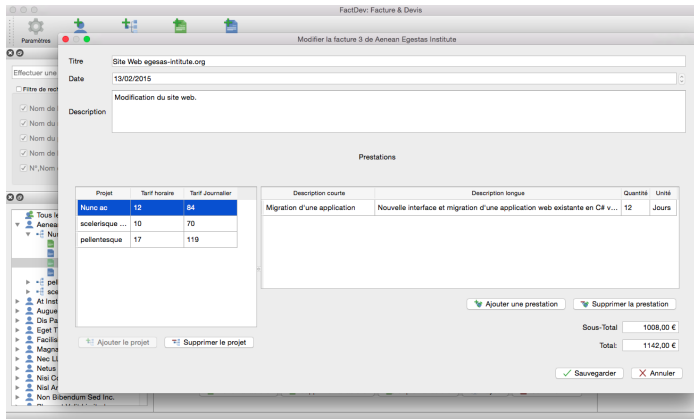 FactDev: Facture & Devis
Paramètres
Modifier la facture 3 de Aenean Egestas Institute
Effectuer une
Filtre de rec
Nom de
Nom du
Nom du
Nom de
N°,Nom
Titre
Site Web egesas-intitute.org
Date
13/02/2015
Description
Modification du site web.
Prestations
Projet Tarif horaire Tarif Journalier
Nunc ac 12 84
scelerisque ... 10 70
pellentesque 17 119
Description courte Description longue Quantité Unité
Migration d'une application Nouvelle interface et migration d'une application web existante en C# v... 12 Jours
Tous le
Aenea
Nu
pel
sce
At Inst
Augue
Dis Pa
Eget T
Facilis
Magna
Nec LL
Netus
Nisi Co
Nisl Ar
Non Bibendum Sed Inc.
Ajouter une prestation Supprimer la prestation
Sous-Total 1008,00 €
Total: 1142,00 €
Ajouter le projet Supprimer le projet
Sauvegarder Annuler